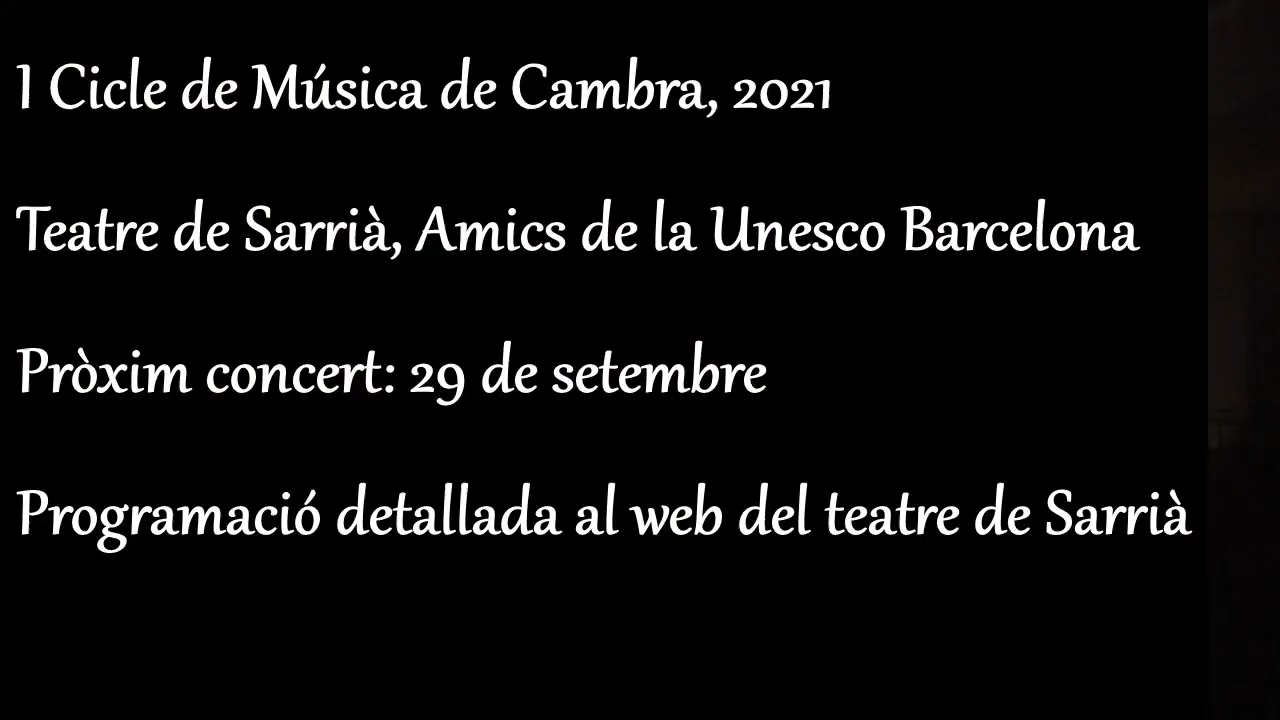 I Cicle de Música de Cambra, 2021
Teatre de Sarrià, Amics de la Unesco Barcelona
Pròxim concert: 29 de setembre
Programació detallada al web del teatre de Sarrià